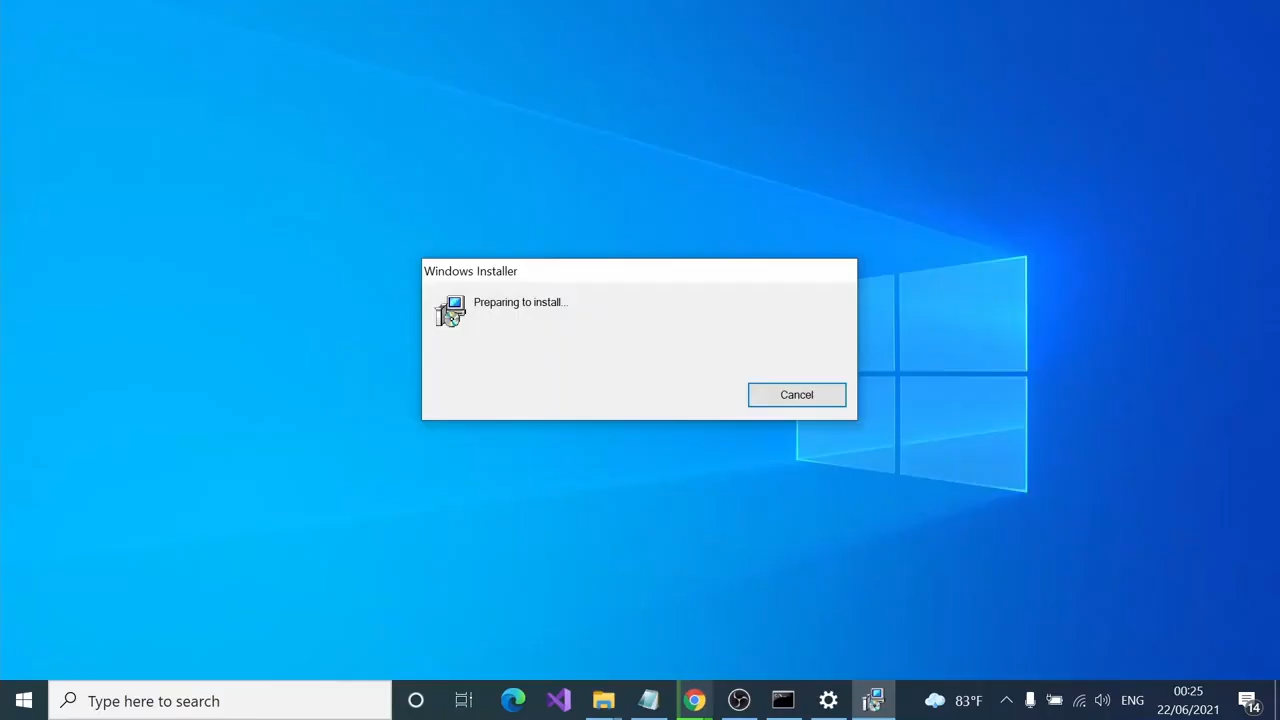 Windows Installer
Preparing to install...
Cancel
Type here to search
83°F
ENG
00:25
22/06/2021
14